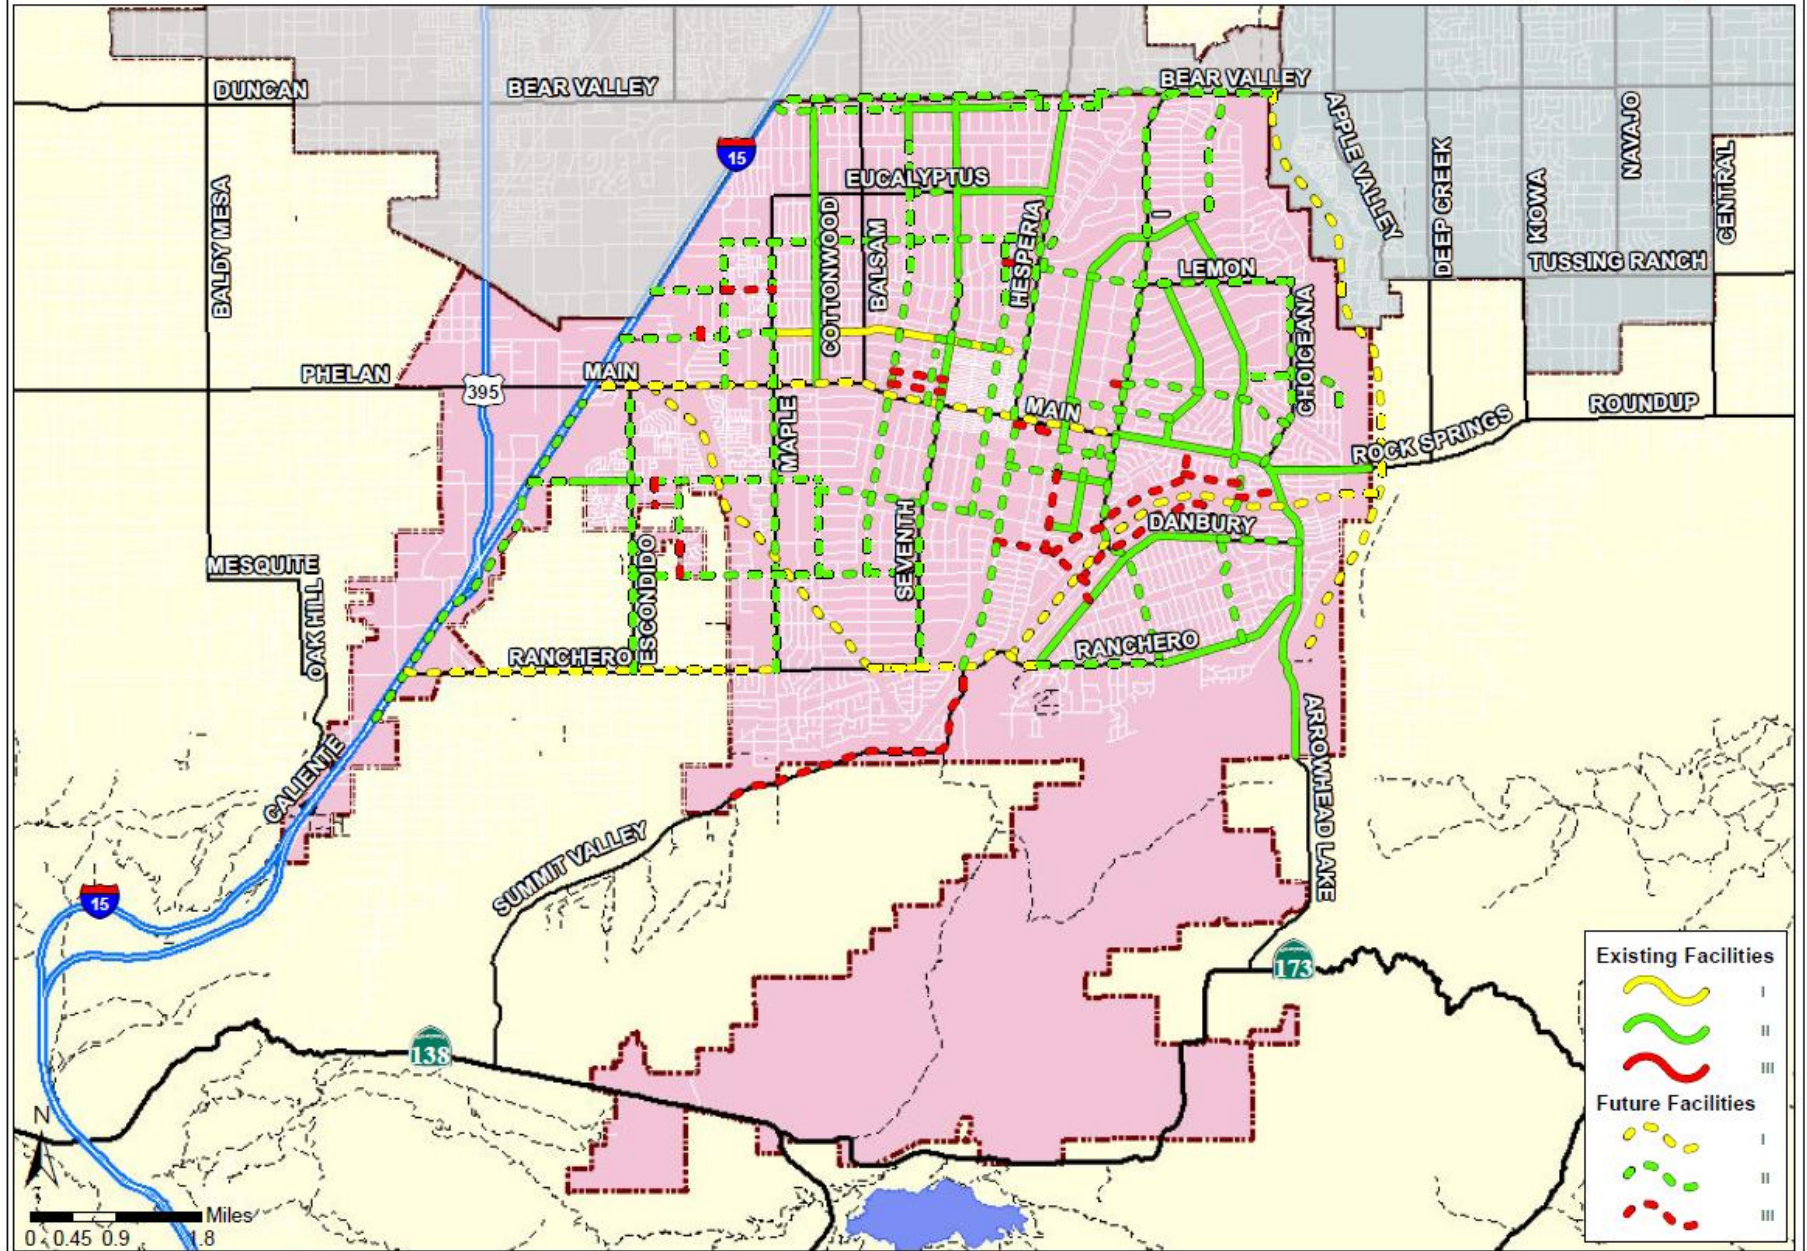 DUNCAN
BEAR VALLEY
BEAR VALLEY
15
APPLE VALLEY
NAVAJO
DEEP CREEK
CENTRAL
KIOWA
BALDY MESA
EUCALYPTUS
COTTONWOOD
BALSAM
HESPERIA
I
LEMON
TUSSING RANCH
CHOICEANA
PHELAN
395
MAIN
MAPLE
MAIN
ROUNDUP
ROCK SPRINGS
SEVENTH
DANBURY
MESQUITE
OAK HILL
ESCONDIDO
RANCHERO
RANCHERO
ARROWHEAD LAKE
CALIENTE
SUMMIT VALLEY
15
173
138
Existing Facilities
I
II
III
Future Facilities
I
II
III
N
Miles
0 0.45 0.9 1.8